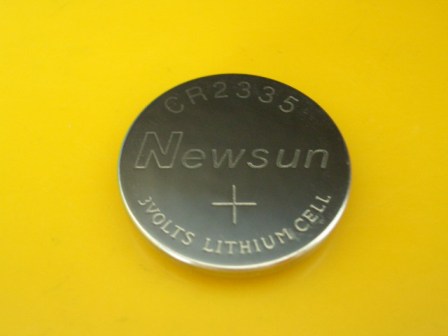 CR2335
Newsun
+
3VOLTS LITHIUM CELL